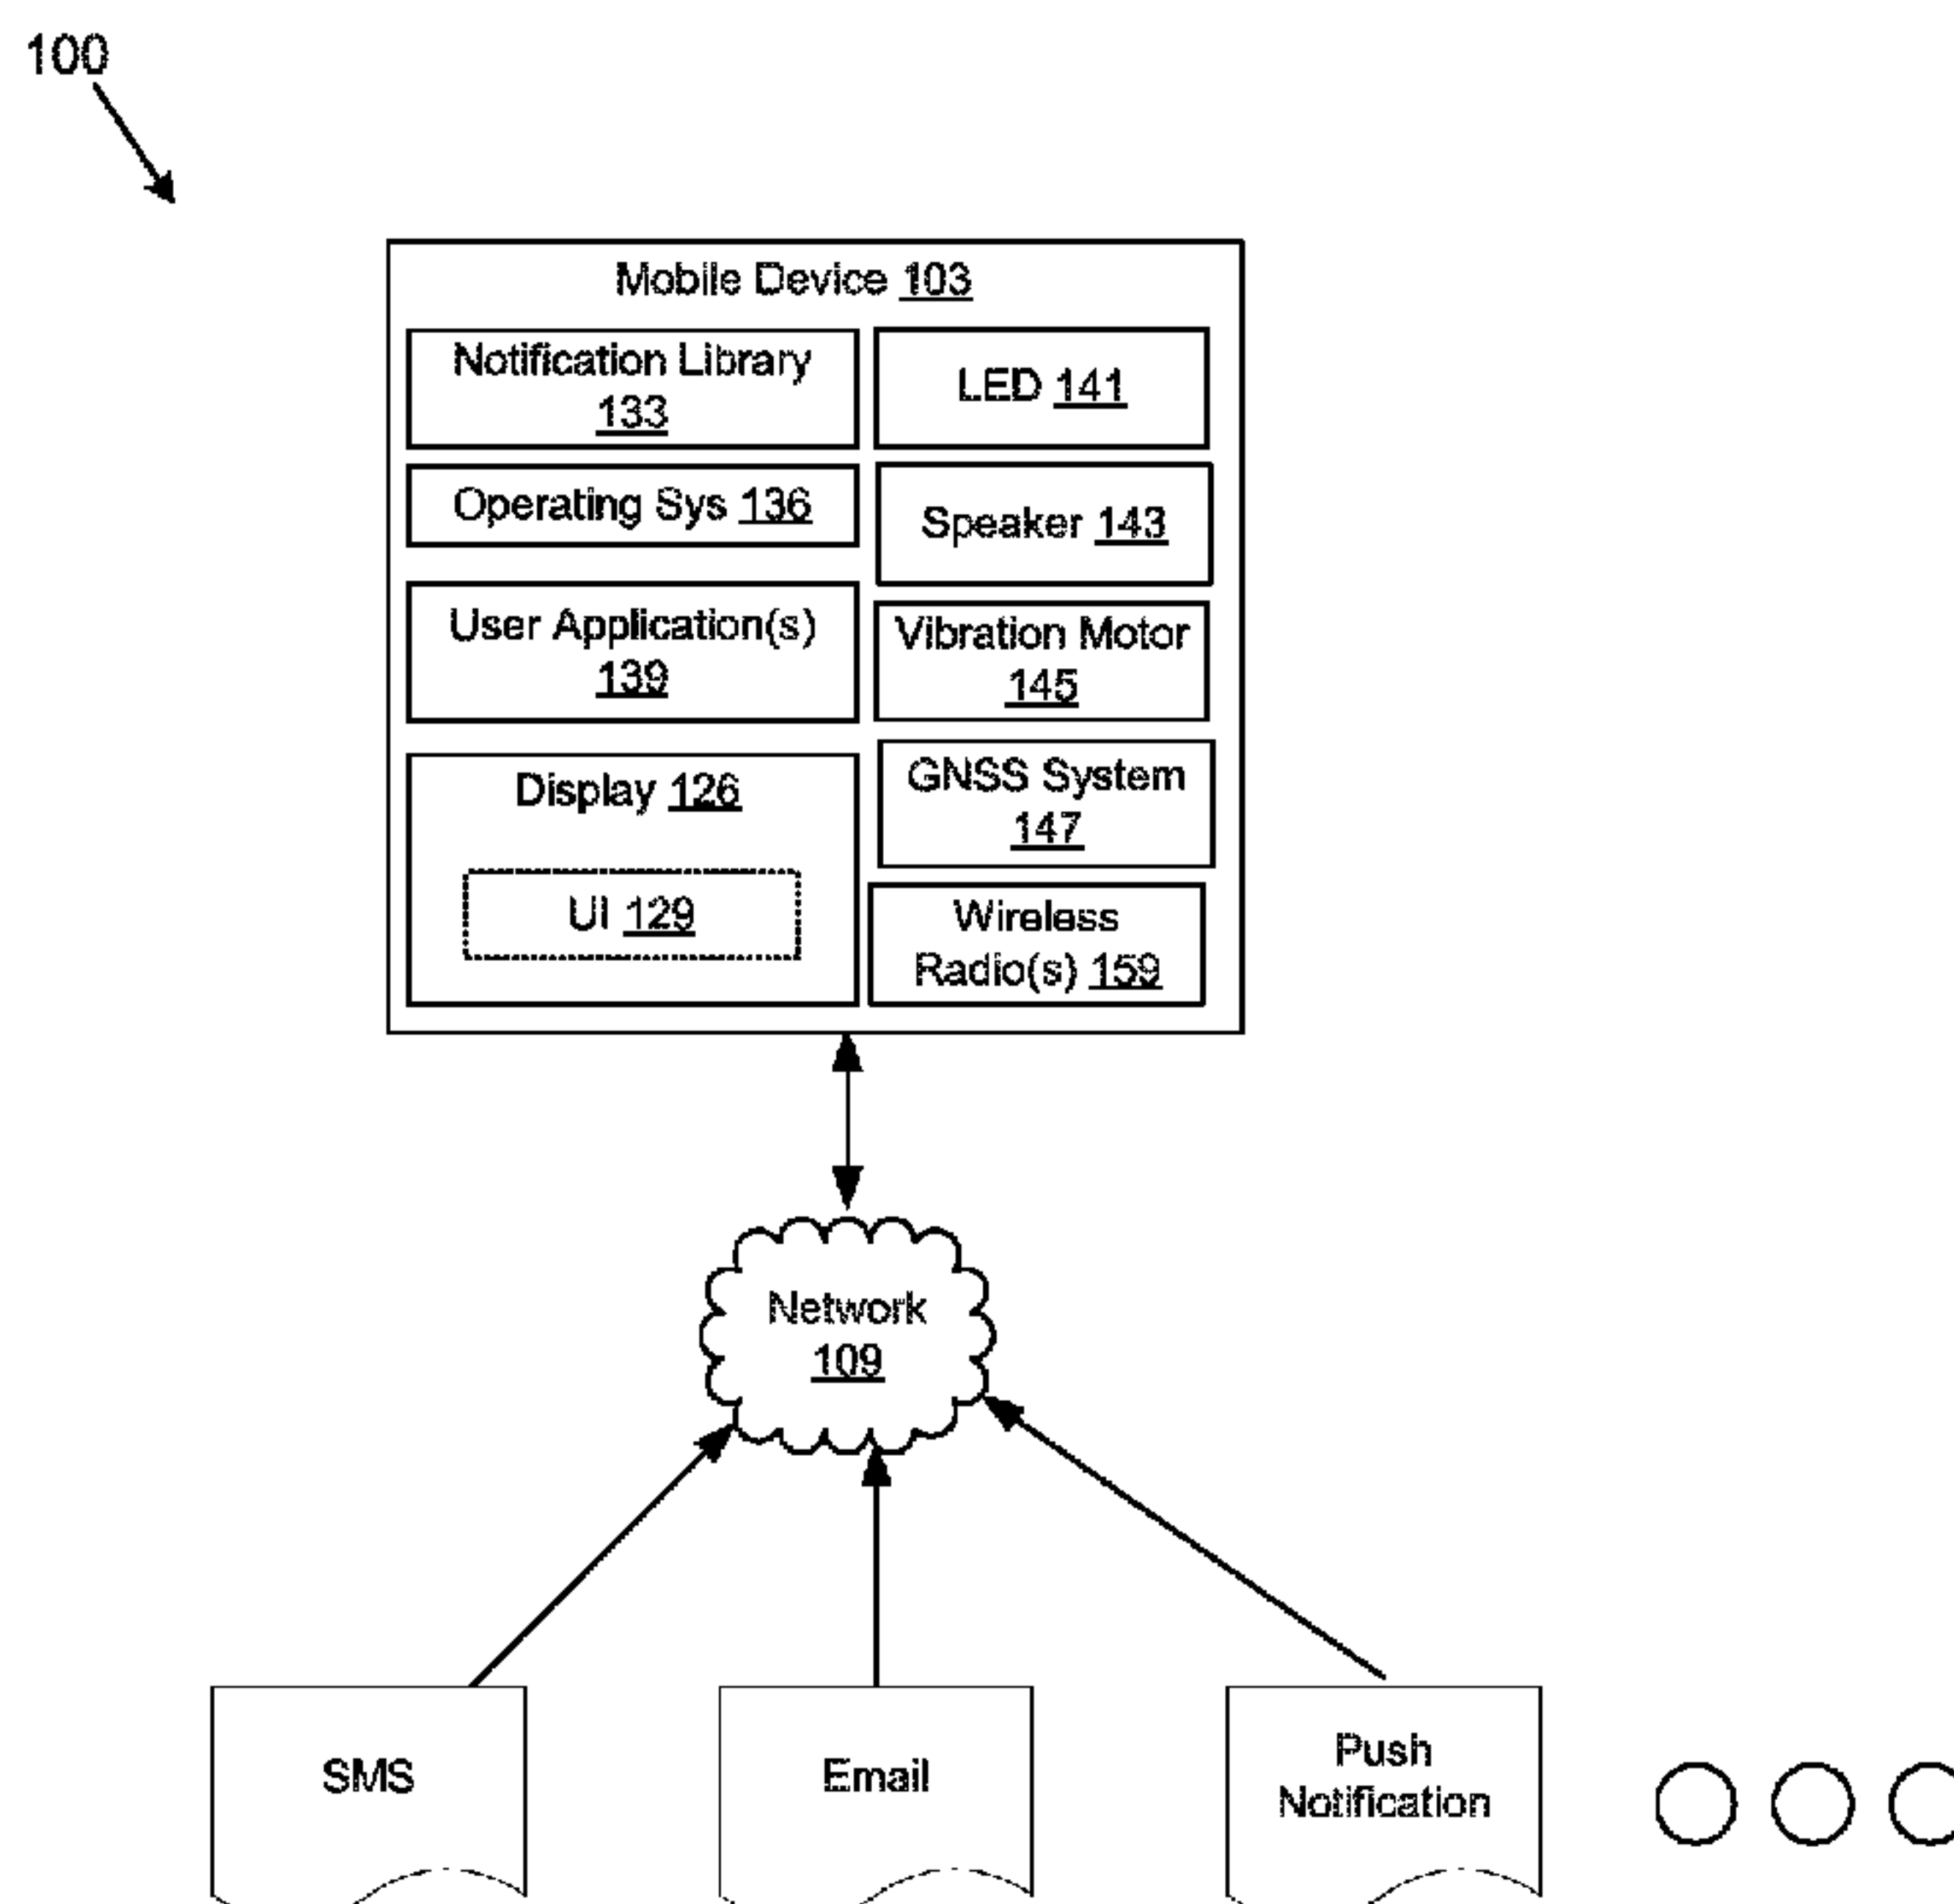 100
Mobile Device 103
Notification Library
133
LED 141
Operating Sys 136
Speaker 143
User Application(s)
139
Vibration Motor
145
Display 126
UI 129
GNSS System
147
Wireless
Radio(s) 159
Network
109
SMS
Email
Push
Notification